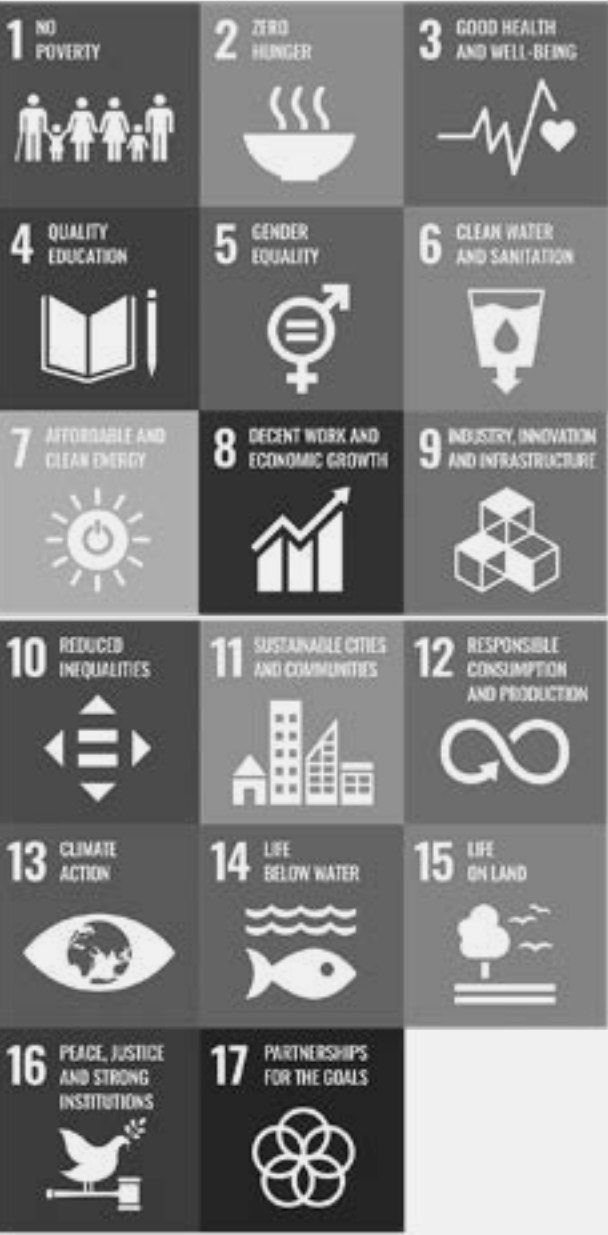 1 NO
POVERTY
2 ZERO
HUNGER
3 GOOD HEALTH
AND WELL-BEING
4 QUALITY
EDUCATION
5 GENDER
EQUALITY
6 CLEAN WATER
AND SANITATION
7 AFFORDABLE AND
CLEAN ENERGY
8 DECENT WORK AND
ECONOMIC GROWTH
9 INDUSTRY, INNOVATION
AND INFRASTRUCTURE
10 REDUCED
INEQUALITIES
11 SUSTAINABLE CITIES
AND COMMUNITIES
12 RESPONSIBLE
CONSUMPTION
AND PRODUCTION
13 CLIMATE
ACTION
14 LIFE
BELOW WATER
15 LIFE
ON LAND
16 PEACE, JUSTICE
AND STRONG
INSTITUTIONS
17 PARTNERSHIPS
FOR THE GOALS